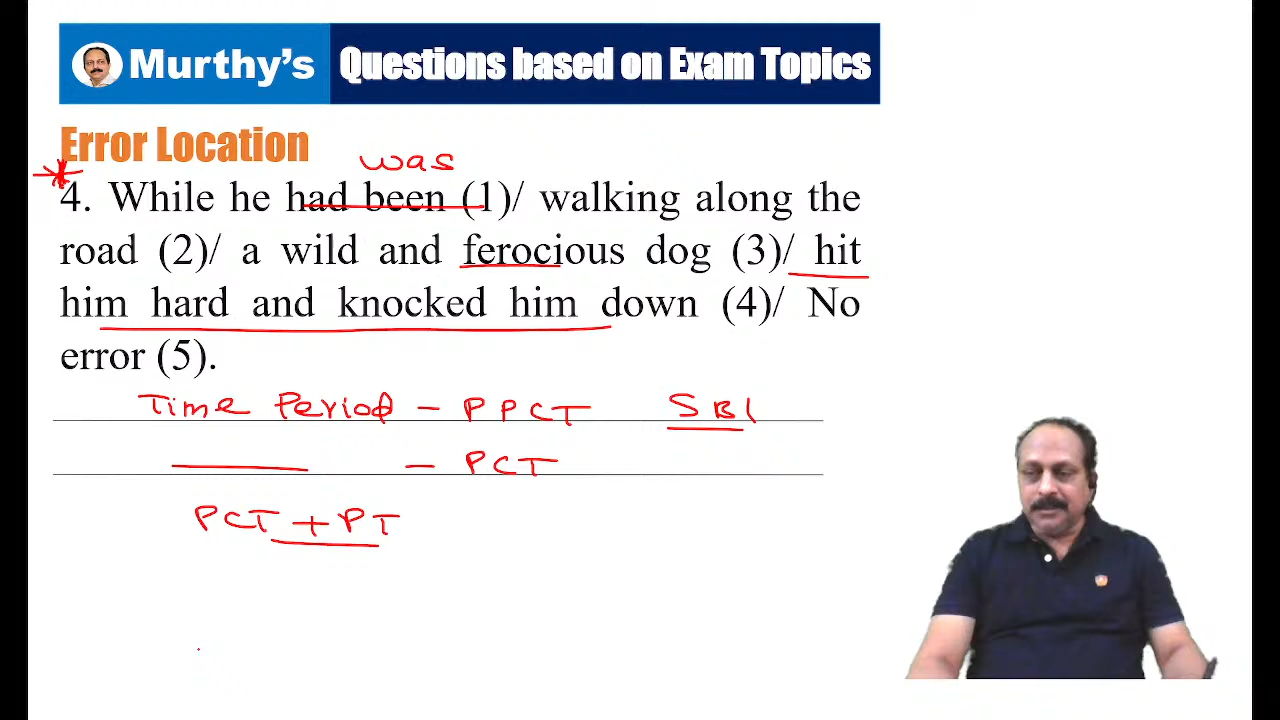 Murthy's Questions based on Exam Topics
Error Location
was
*4. While he had been (1)/ walking along the
road (2)/ a wild and ferocious dog (3)/ hit
him hard and knocked him down (4)/ No
error (5).
Time Period - PPCT SBI
- PCT
PCT + PT